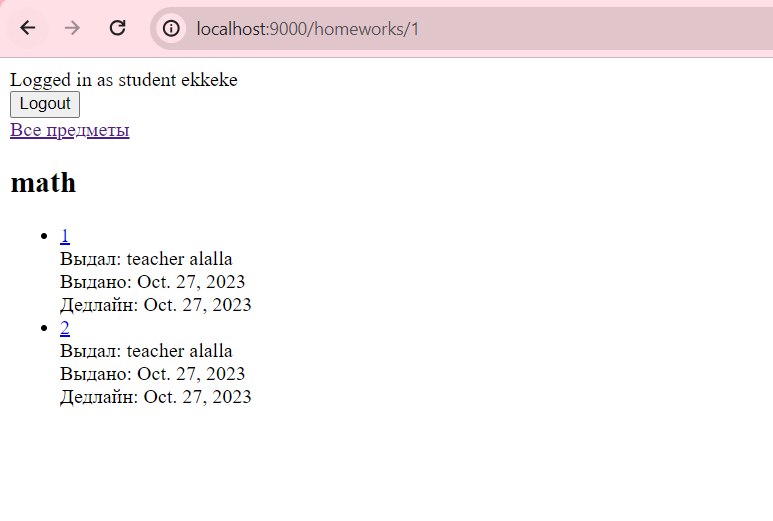 localhost:9000/homeworks/1
Logged in as student ekkeke
Logout
Все предметы
math
1
Выдал: teacher alalla
Выдано: Oct. 27, 2023
Дедлайн: Oct. 27, 2023
2
Выдал: teacher alalla
Выдано: Oct. 27, 2023
Дедлайн: Oct. 27, 2023